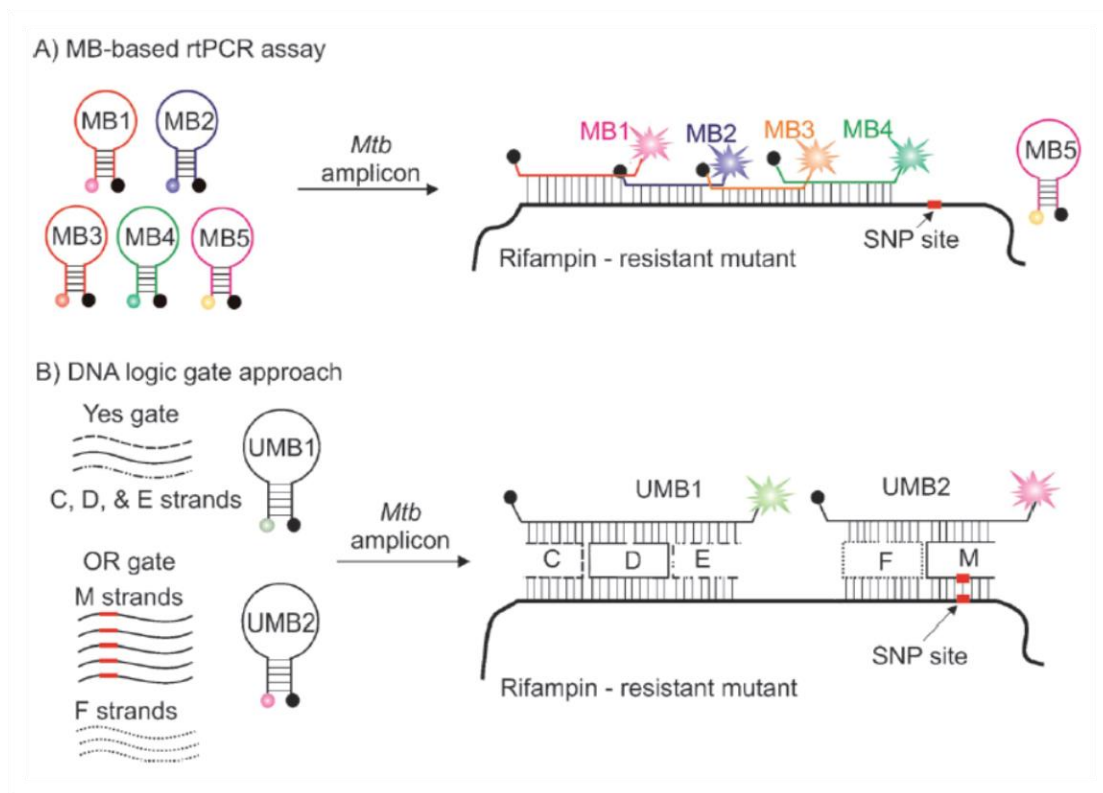 A) MB-based rtPCR assay
MB1
MB2
MB3
MB4
MB5
Mtb
amplicon
MB1
MB2
MB3
MB4
MB5
SNP site
Rifampin - resistant mutant
B) DNA logic gate approach
Yes gate
C, D, & E strands
UMB1
OR gate
M strands
F strands
UMB2
Mtb
amplicon
UMB1
UMB2
C
D
E
F
M
SNP site
Rifampin - resistant mutant